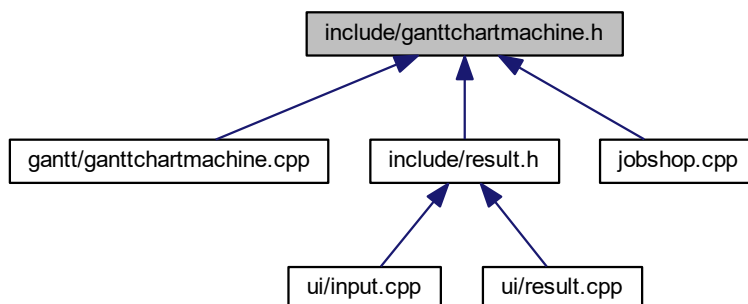 include/ganttchartmachine.h
gantt/ganttchartmachine.cpp
include/result.h
jobshop.cpp
ui/input.cpp
ui/result.cpp